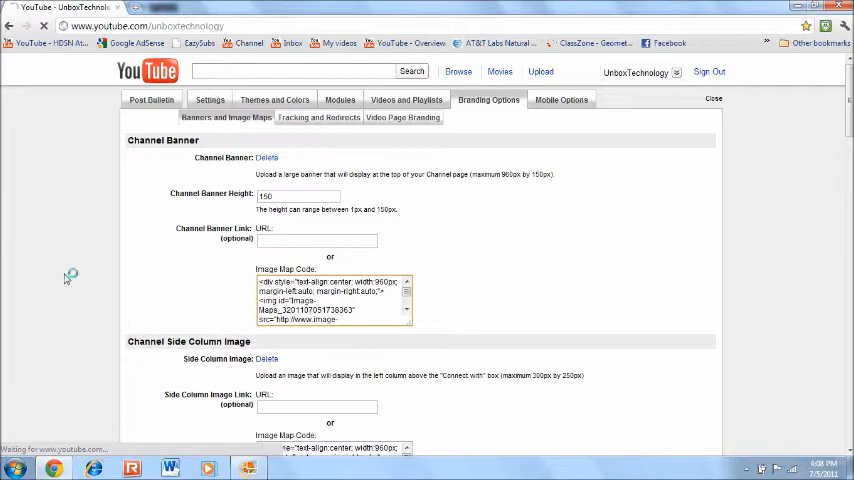 YouTube - UnboxTechnology's
www.youtube.com/unboxtechnology
YouTube - HDSN At... Google AdSense EazySubs Channel Inbox My videos YouTube - Overview AT&T Labs Natural ... ClassZone - Geomet... Facebook » Other bookmarks
YouTube Search Browse Movies Upload UnboxTechnology Sign Out
Post Bulletin Settings Themes and Colors Modules Videos and Playlists Branding Options Mobile Options Close
Banners and Image Maps Tracking and Redirects Video Page Branding
Channel Banner
Channel Banner: Delete
Upload a large banner that will display at the top of your Channel page (maximum 960px by 150px).
Channel Banner Height: 150
The height can range between 1px and 150px.
Channel Banner Link: URL:
(optional)
or
Image Map Code:
<div style="text-align:center; width:960px;
margin-left:auto; margin-right:auto;">
<img id="Image-
Maps_3201107051738363"
src="http://www.image-
Channel Side Column Image
Side Column Image: Delete
Upload an image that will display in the left column above the "Connect with" box (maximum 300px by 250px)
Side Column Image Link: URL:
(optional)
or
Image Map Code:
style="text-align:center; width:960px;
Waiting for www.youtube.com...
4:08 PM
7/5/2011